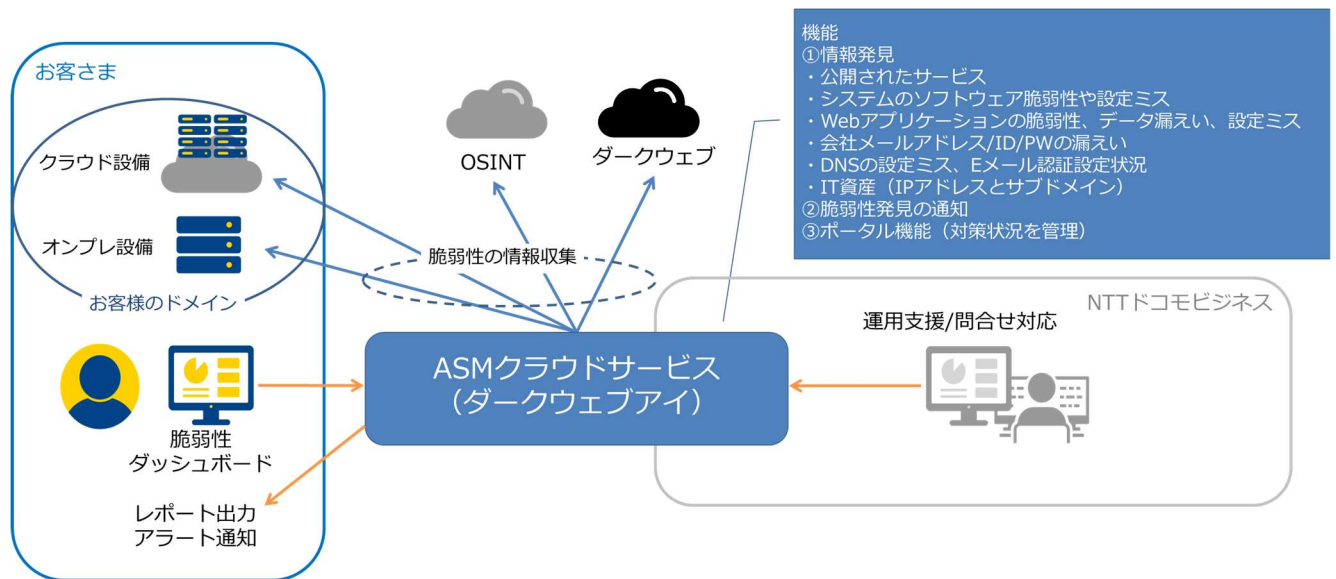 お客さま
クラウド設備
オンプレ設備
お客様のドメイン
脆弱性
ダッシュボード
レポート出力
アラート通知
OSINT
ダークウェブ
脆弱性の情報収集
ASMクラウドサービス
（ダークウェブアイ）
機能
①情報発見
・公開されたサービス
・システムのソフトウェア脆弱性や設定ミス
・Webアプリケーションの脆弱性、データ漏えい、設定ミス
・会社メールアドレス/ID/PWの漏えい
・DNSの設定ミス、Eメール認証設定状況
・IT資産（IPアドレスとサブドメイン）
②脆弱性発見の通知
③ポータル機能（対策状況を管理）
NTTドコモビジネス
運用支援/問合せ対応